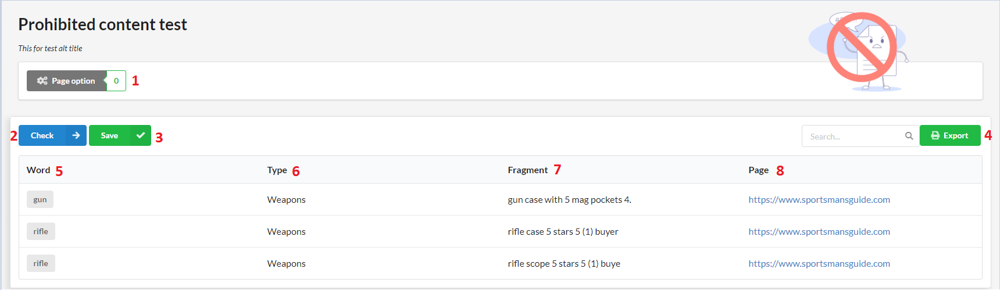 Prohibited content test
This for test alt title
Page option 0 1
2 Check Save 3 Search... Export 4
Word 5 Type 6 Fragment 7 Page 8
gun Weapons gun case with 5 mag pockets 4. https://www.sportsmansguide.com
rifle Weapons rifle case 5 stars 5 (1) buyer https://www.sportsmansguide.com
rifle Weapons rifle scope 5 stars 5 (1) buye https://www.sportsmansguide.com